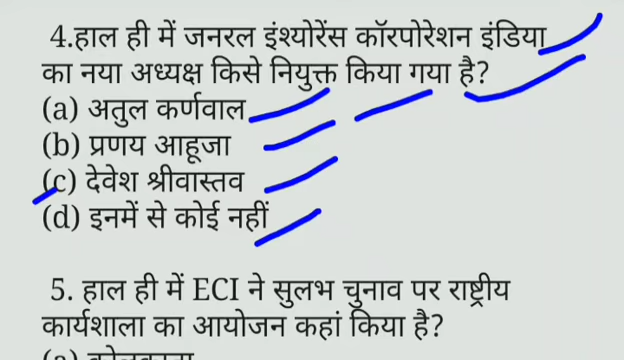 4.हाल ही में जनरल इंश्योरेंस कॉरपोरेशन इंडिया
का नया अध्यक्ष किसे नियुक्त किया गया है?
(a) अतुल कर्णवाल
(b) प्रणय आहूजा
(c) देवेश श्रीवास्तव
(d) इनमें से कोई नहीं
5. हाल ही में ECI ने सुलभ चुनाव पर राष्ट्रीय
कार्यशाला का आयोजन कहां किया है?
(a) कोलकाता